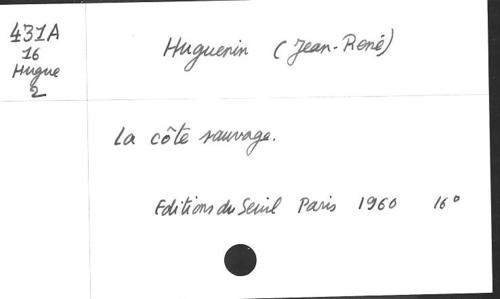 431A
16
Hugue
2
Huguenin (Jean-René)
La côte sauvage.
Editions du Seuil Paris 1960 16°